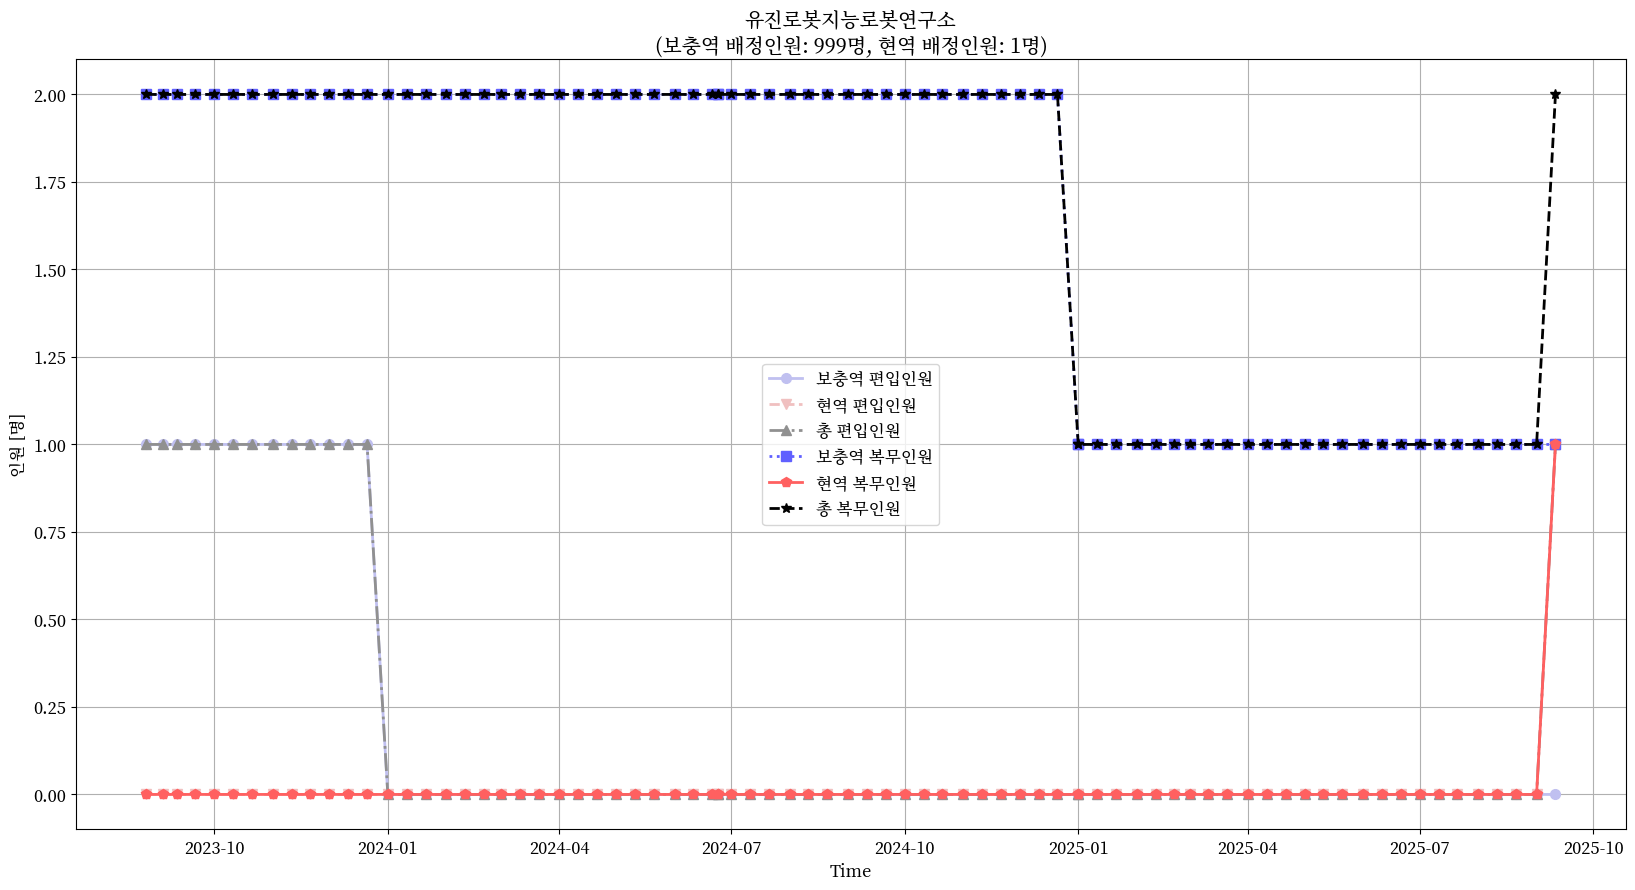 유진로봇지능로봇연구소
(보충역 배정인원: 999명, 현역 배정인원: 1명)
인원 [명]
2.00
1.75
1.50
1.25
1.00
0.75
0.50
0.25
0.00
보충역 편입인원
현역 편입인원
총 편입인원
보충역 복무인원
현역 복무인원
총 복무인원
2023-10
2024-01
2024-04
2024-07
2024-10
2025-01
2025-04
2025-07
2025-10
Time